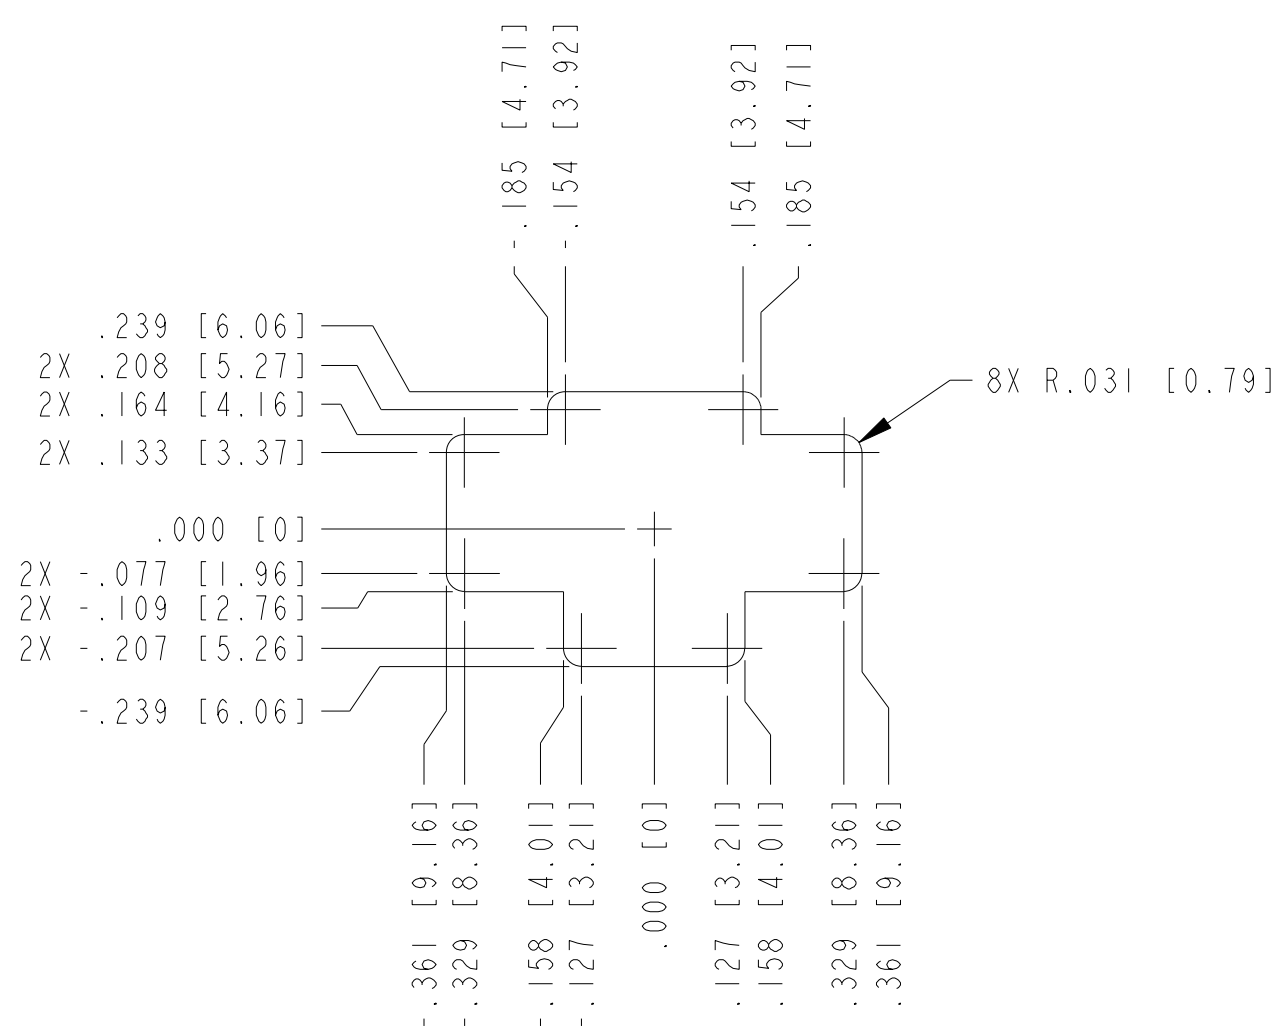 -.185 [4.71]
-.154 [3.92]
.154 [3.92]
.185 [4.71]
.239 [6.06]
2X .208 [5.27]
2X .164 [4.16]
2X .133 [3.37]
.000 [0]
2X -.077 [1.96]
2X -.109 [2.76]
2X -.207 [5.26]
-.239 [6.06]
8X R.031 [0.79]
-.361 [9.16]
-.329 [8.36]
-.158 [4.01]
-.127 [3.21]
.000 [0]
.127 [3.21]
.158 [4.01]
.329 [8.36]
.361 [9.16]